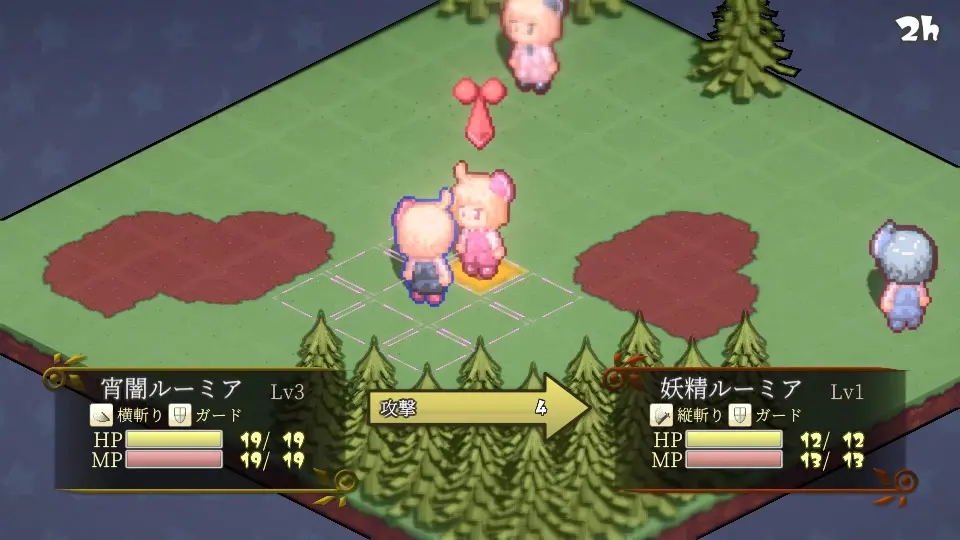 2h
宵闇ルーミア Lv3
横斬り ガード
HP 19/ 19
MP 19/ 19
攻撃 4
妖精ルーミア Lv1
縦斬り ガード
HP 12/ 12
MP 13/ 13